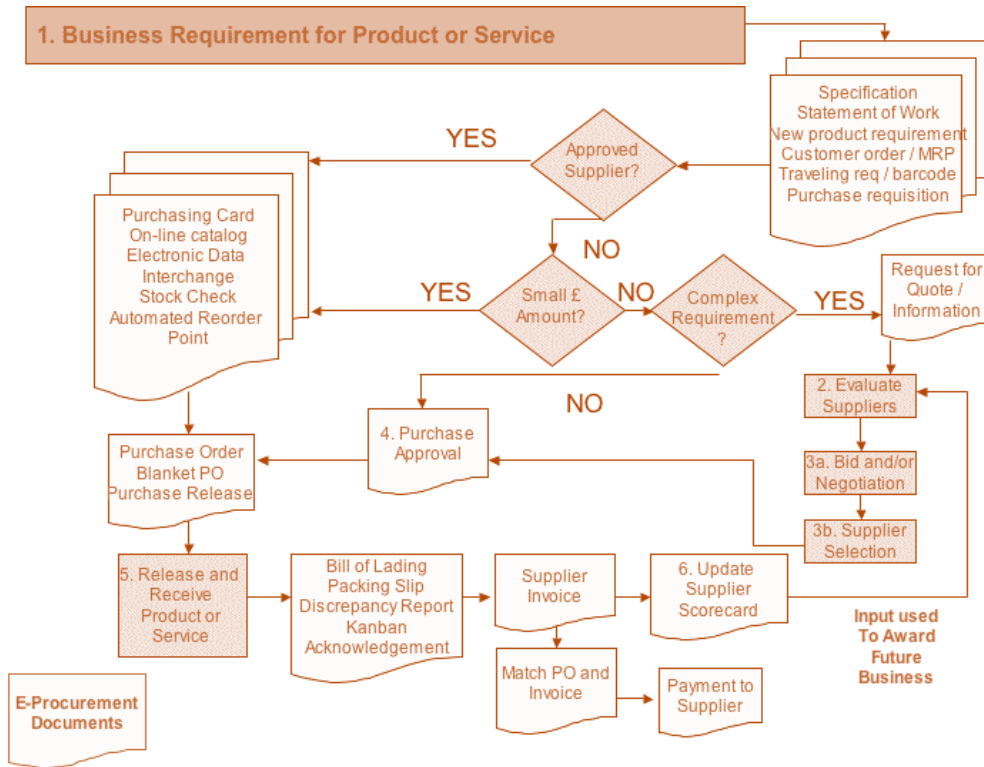 1. Business Requirement for Product or Service
Specification
Statement of Work
New product requirement
Customer order / MRP
Traveling req / barcode
Purchase requisition
YES
Approved
Supplier?
Purchasing Card
On-line catalog
Electronic Data
Interchange
Stock Check
Automated Reorder
Point
NO
YES
Small £
Amount?
NO
Complex
Requirement
?
YES
Request for
Quote /
Information
NO
2. Evaluate
Suppliers
4. Purchase
Approval
Purchase Order
Blanket PO
Purchase Release
3a. Bid and/or
Negotiation
3b. Supplier
Selection
5. Release and
Receive
Product or
Service
Bill of Lading
Packing Slip
Discrepancy Report
Kanban
Acknowledgement
Supplier
Invoice
6. Update
Supplier
Scorecard
Input used
To Award
Future
Business
Match PO and
Invoice
Payment to
Supplier
E-Procurement
Documents